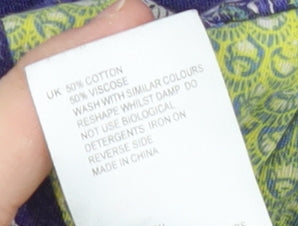 UK 50% COTTON
50% VISCOSE
WASH WITH SIMILAR COLOURS
RESHAPE WHILST DAMP DO
NOT USE BIOLOGICAL
DETERGENTS IRON ON
REVERSE SIDE
MADE IN CHINA